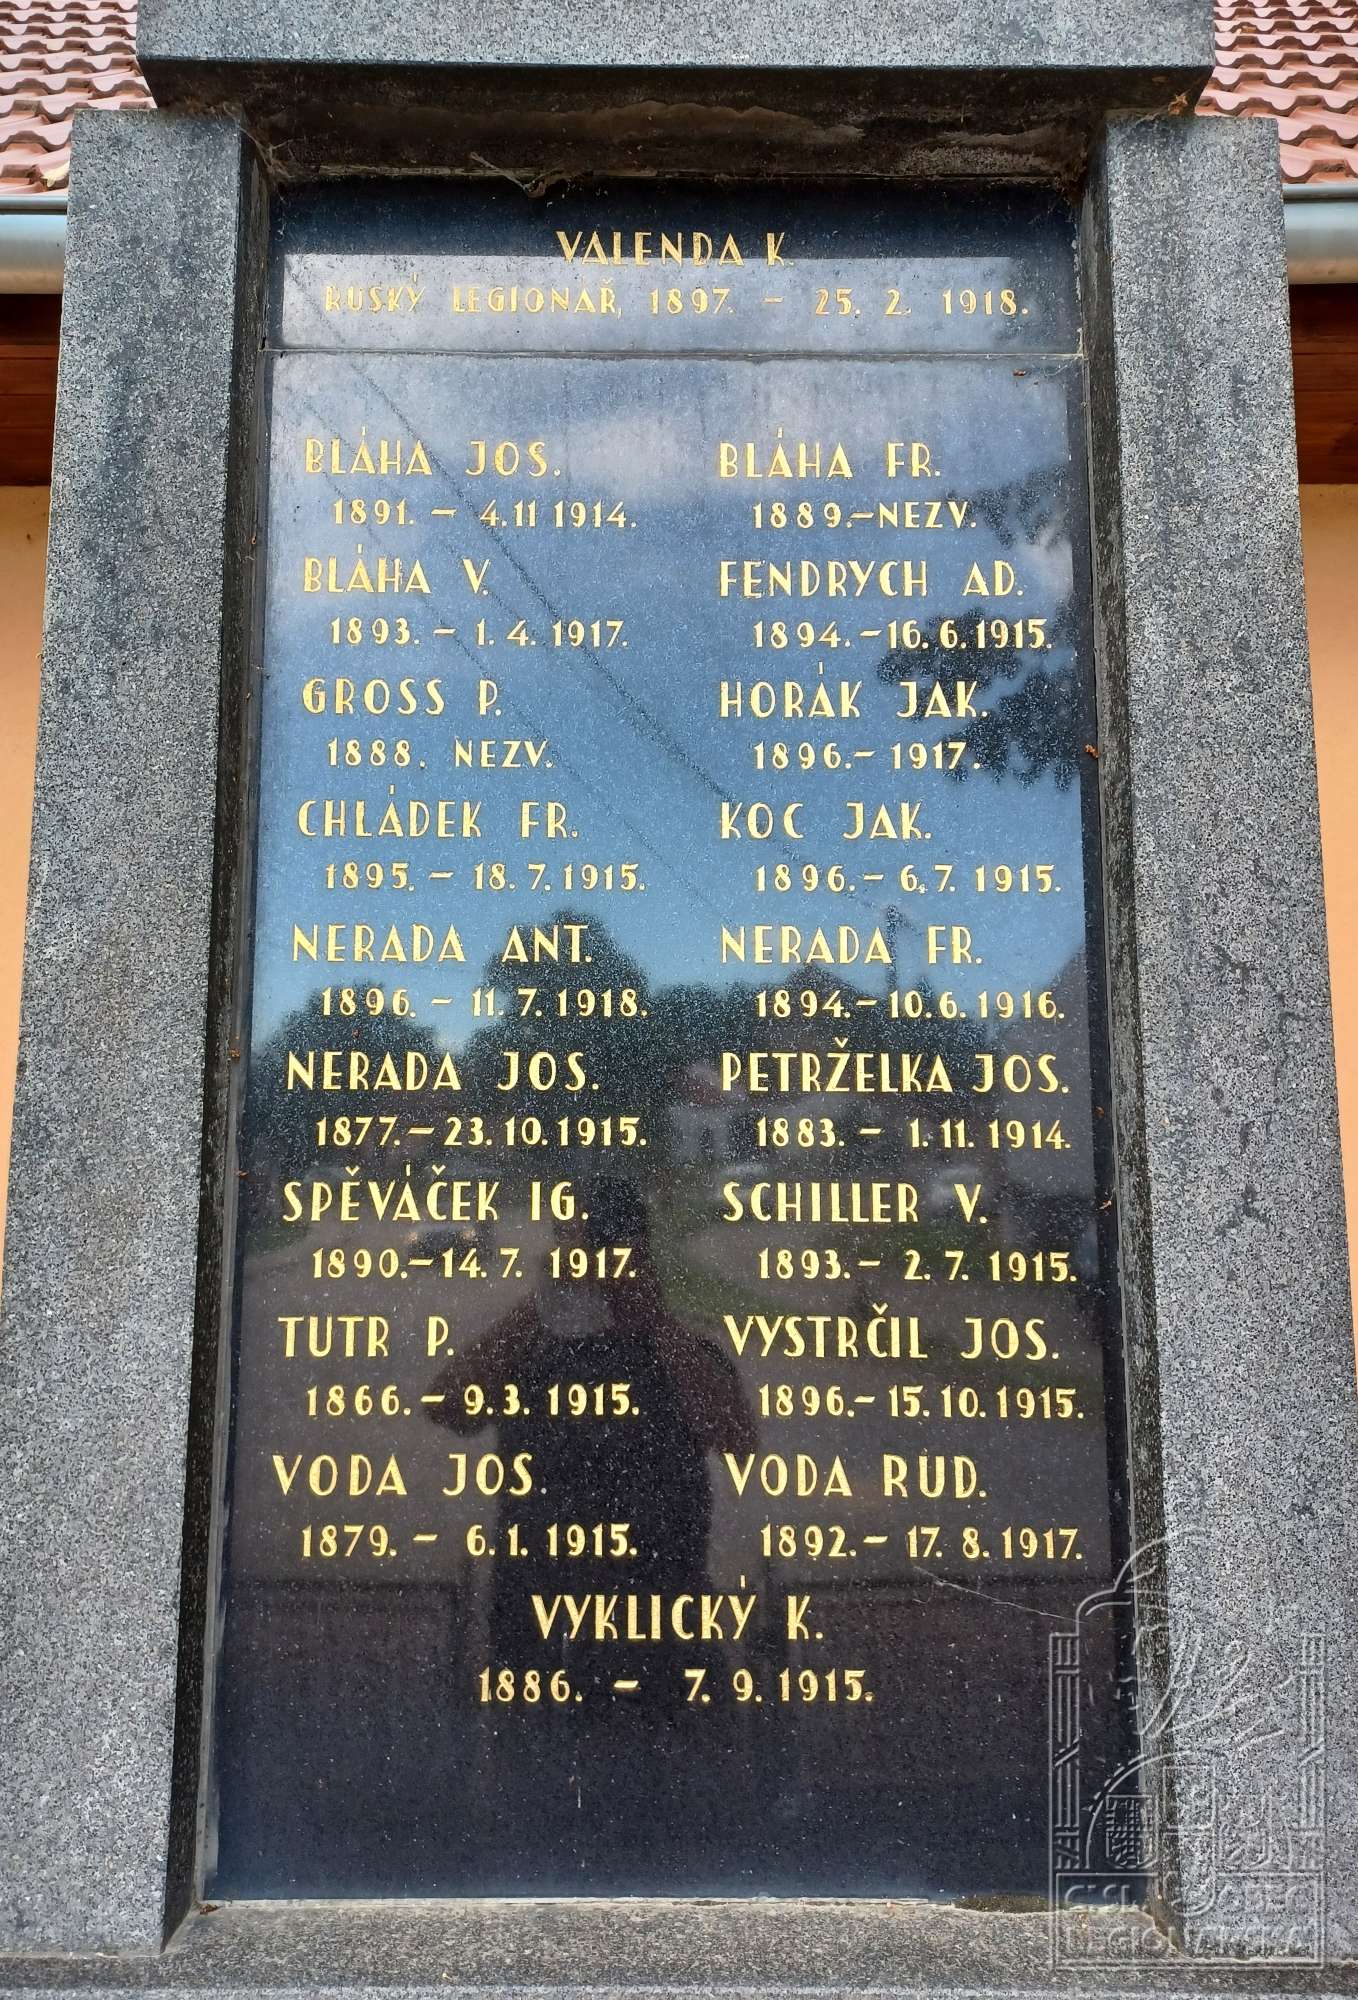 VALENDA K.
RUSKÝ LEGIONAŘ, 1897. – 25. 2. 1918.
BLÁHA JOS. BLÁHA FR.
1891. – 4.11 1914. 1889.–NEZV.
BLÁHA V. FENDRYCH AD.
1893. – 1. 4. 1917. 1894.–16.6.1915.
GROSS P. HORÁK JAK.
1888. NEZV. 1896.– 1917.
CHLÁDEK FR. KOC JAK.
1895. – 18. 7. 1915. 1896.– 6.7. 1915.
NERADA ANT. NERADA FR.
1896. – 11. 7. 1918. 1894.–10.6.1916.
NERADA JOS. PETRŽELKA JOS.
1877.– 23.10.1915. 1883. – 1.11. 1914.
SPĚVÁČEK IG. SCHILLER V.
1890.–14. 7. 1917. 1893.– 2. 7. 1915.
TUTR P. VYSTRČIL JOS.
1866. – 9.3. 1915. 1896.– 15.10.1915.
VODA JOS. VODA RUD.
1879. – 6.1. 1915. 1892.– 17. 8. 1917.
VYKLICKÝ K.
1886. – 7. 9. 1915.
ČSL. OBEC
LEGIONÁŘSKÁ